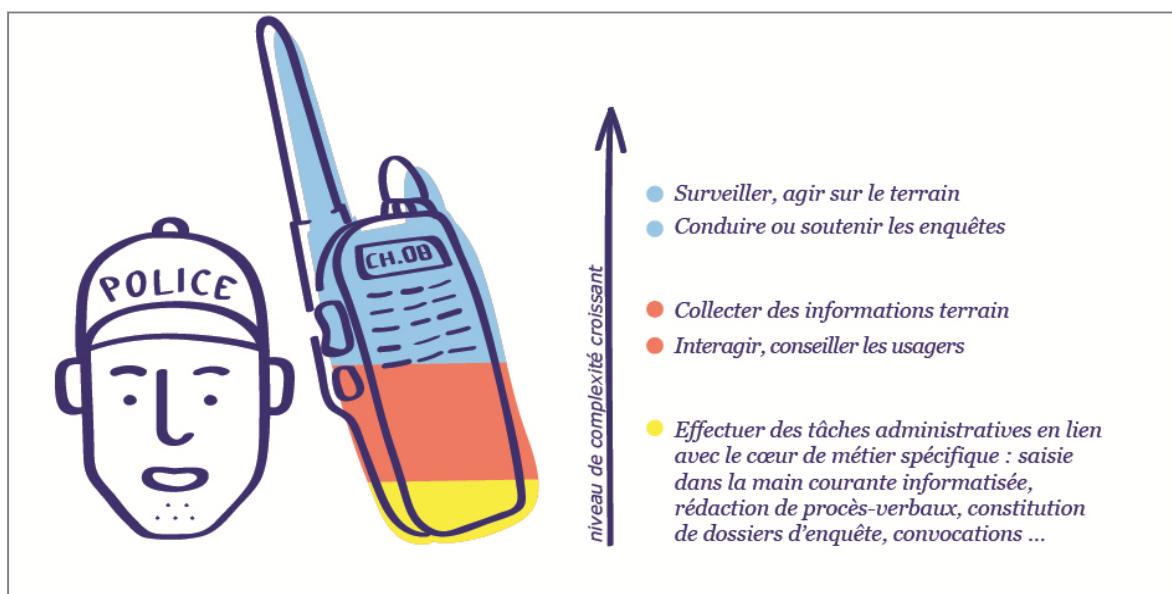 POLICE
CH.08
niveau de complexité croissant
Surveiller, agir sur le terrain
Conduire ou soutenir les enquêtes
Collecter des informations terrain
Interagir, conseiller les usagers
Effectuer des tâches administratives en lien
avec le cœur de métier spécifique : saisie
dans la main courante informatisée,
rédaction de procès-verbaux, constitution
de dossiers d'enquête, convocations ...